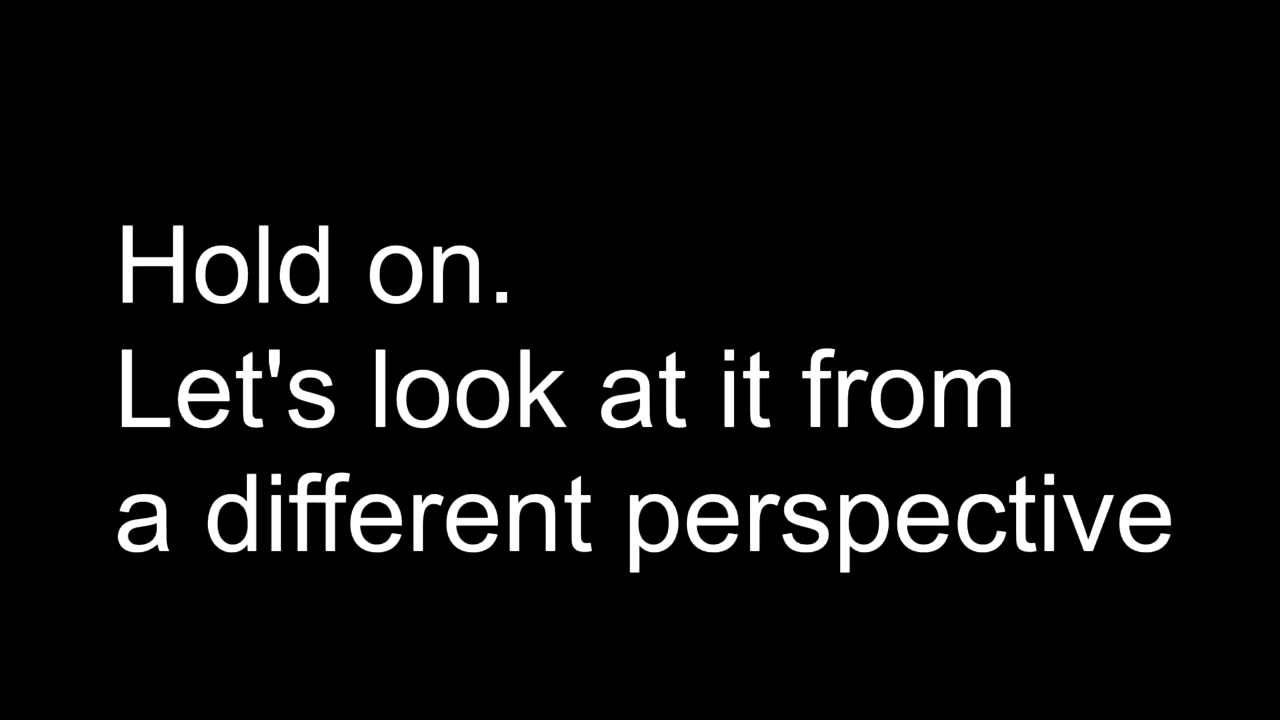 Hold on.
Let's look at it from
a different perspective